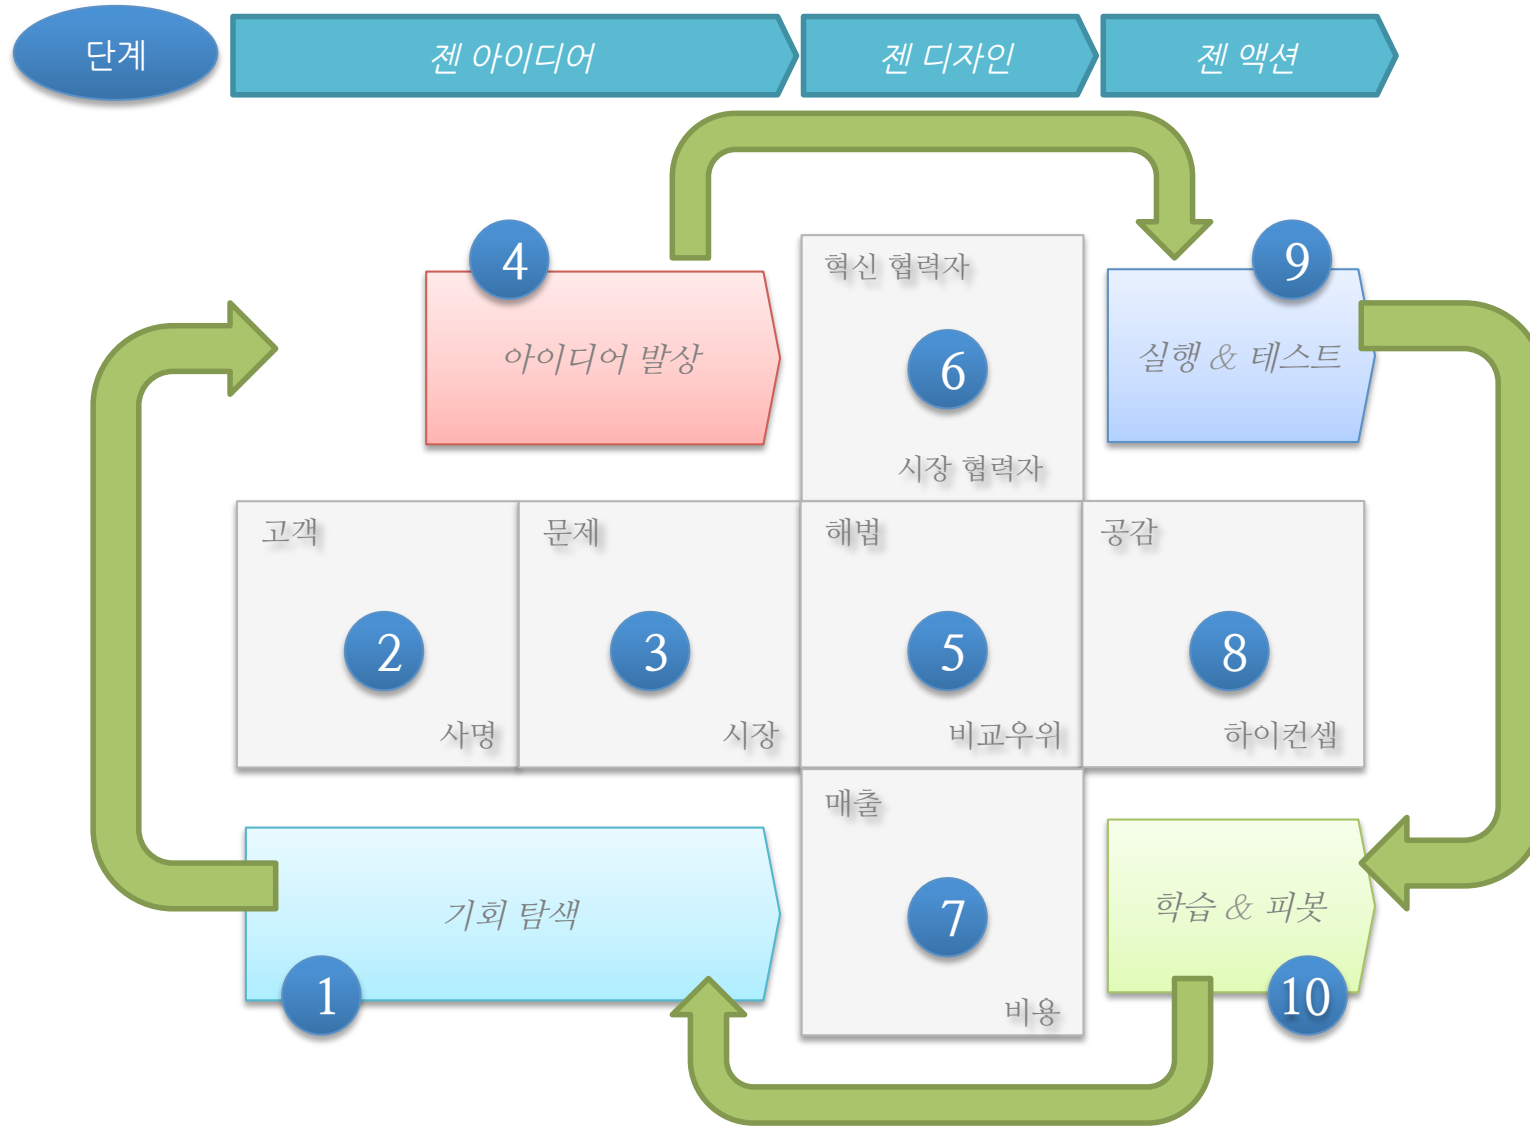 단계
젠 아이디어
젠 디자인
젠 액션
4
아이디어 발상
혁신 협력자
6
시장 협력자
9
실행 & 테스트
고객
2
사명
문제
3
시장
해법
5
비교우위
공감
8
하이컨셉
기회 탐색
1
매출
7
비용
학습 & 피봇
10